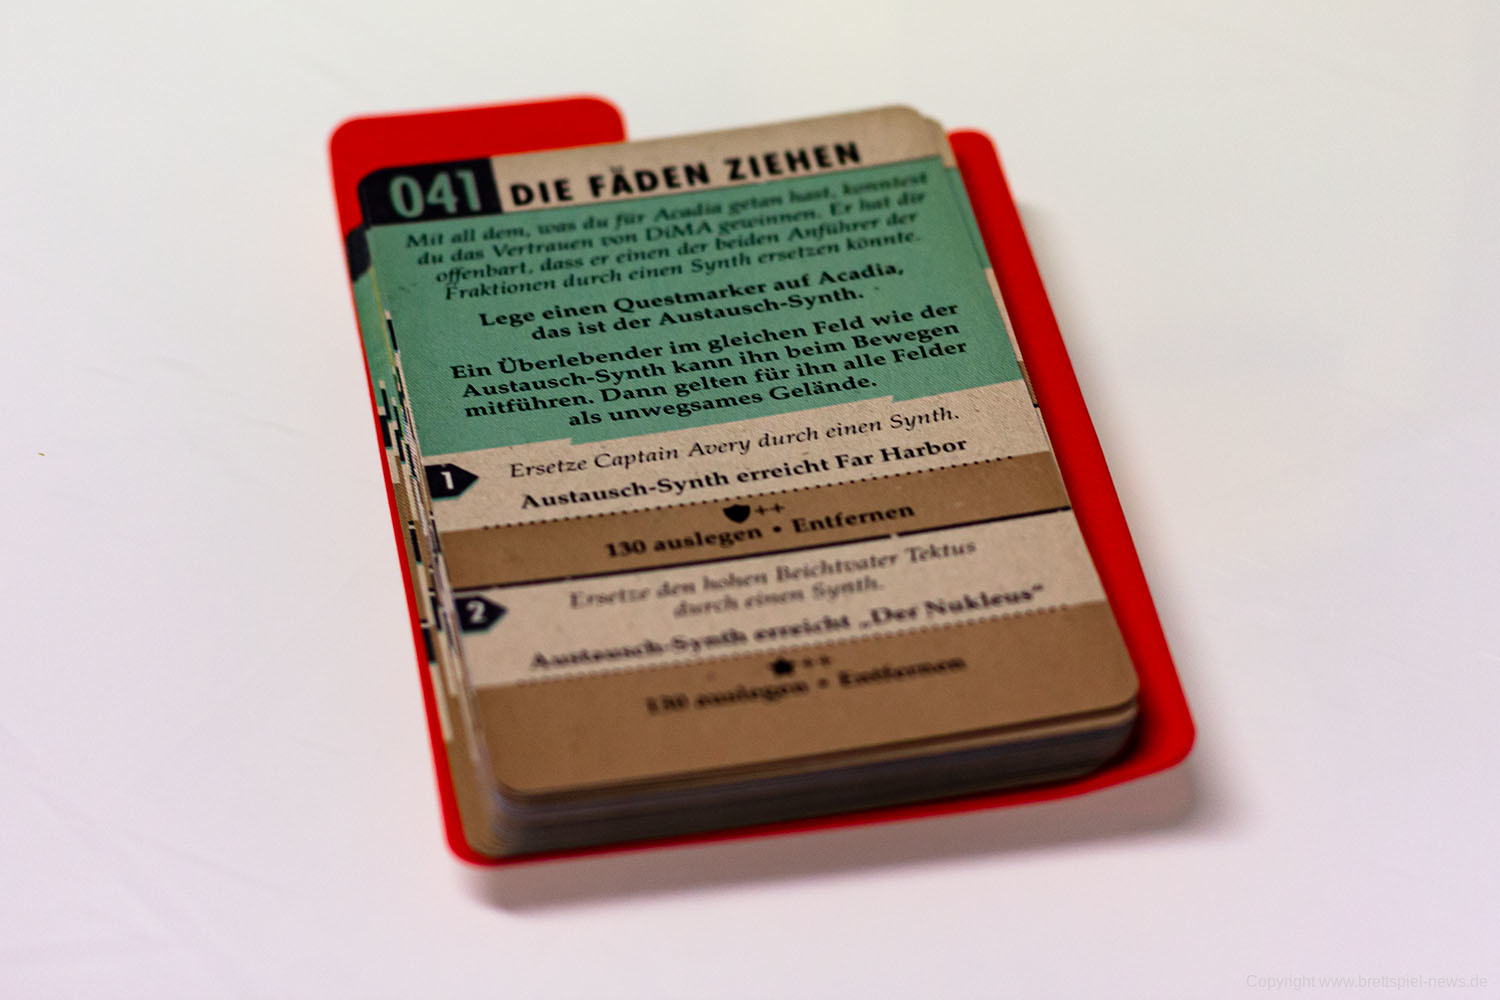 041 DIE FÄDEN ZIEHEN
Mit all dem, was du für Acadia getan hast, konntest
du das Vertrauen von DiMA gewinnen. Er hat dir
offenbart, dass er einen der beiden Anführer der
Fraktionen durch einen Synth ersetzen könnte.
Lege einen Questmarker auf Acadia,
das ist der Austausch-Synth.
Ein Überlebender im gleichen Feld wie der
Austausch-Synth kann ihn beim Bewegen
mitführen. Dann gelten für ihn alle Felder
als unwegsames Gelände.
1
Ersetze Captain Avery durch einen Synth.
Austausch-Synth erreicht Far Harbor
++
130 auslegen • Entfernen
2
Ersetze den hohen Beichtvater Tektus
durch einen Synth.
Austausch-Synth erreicht „Der Nukleus“
++
130 auslegen • Entfernen
Copyright www.brettspiel-news.de